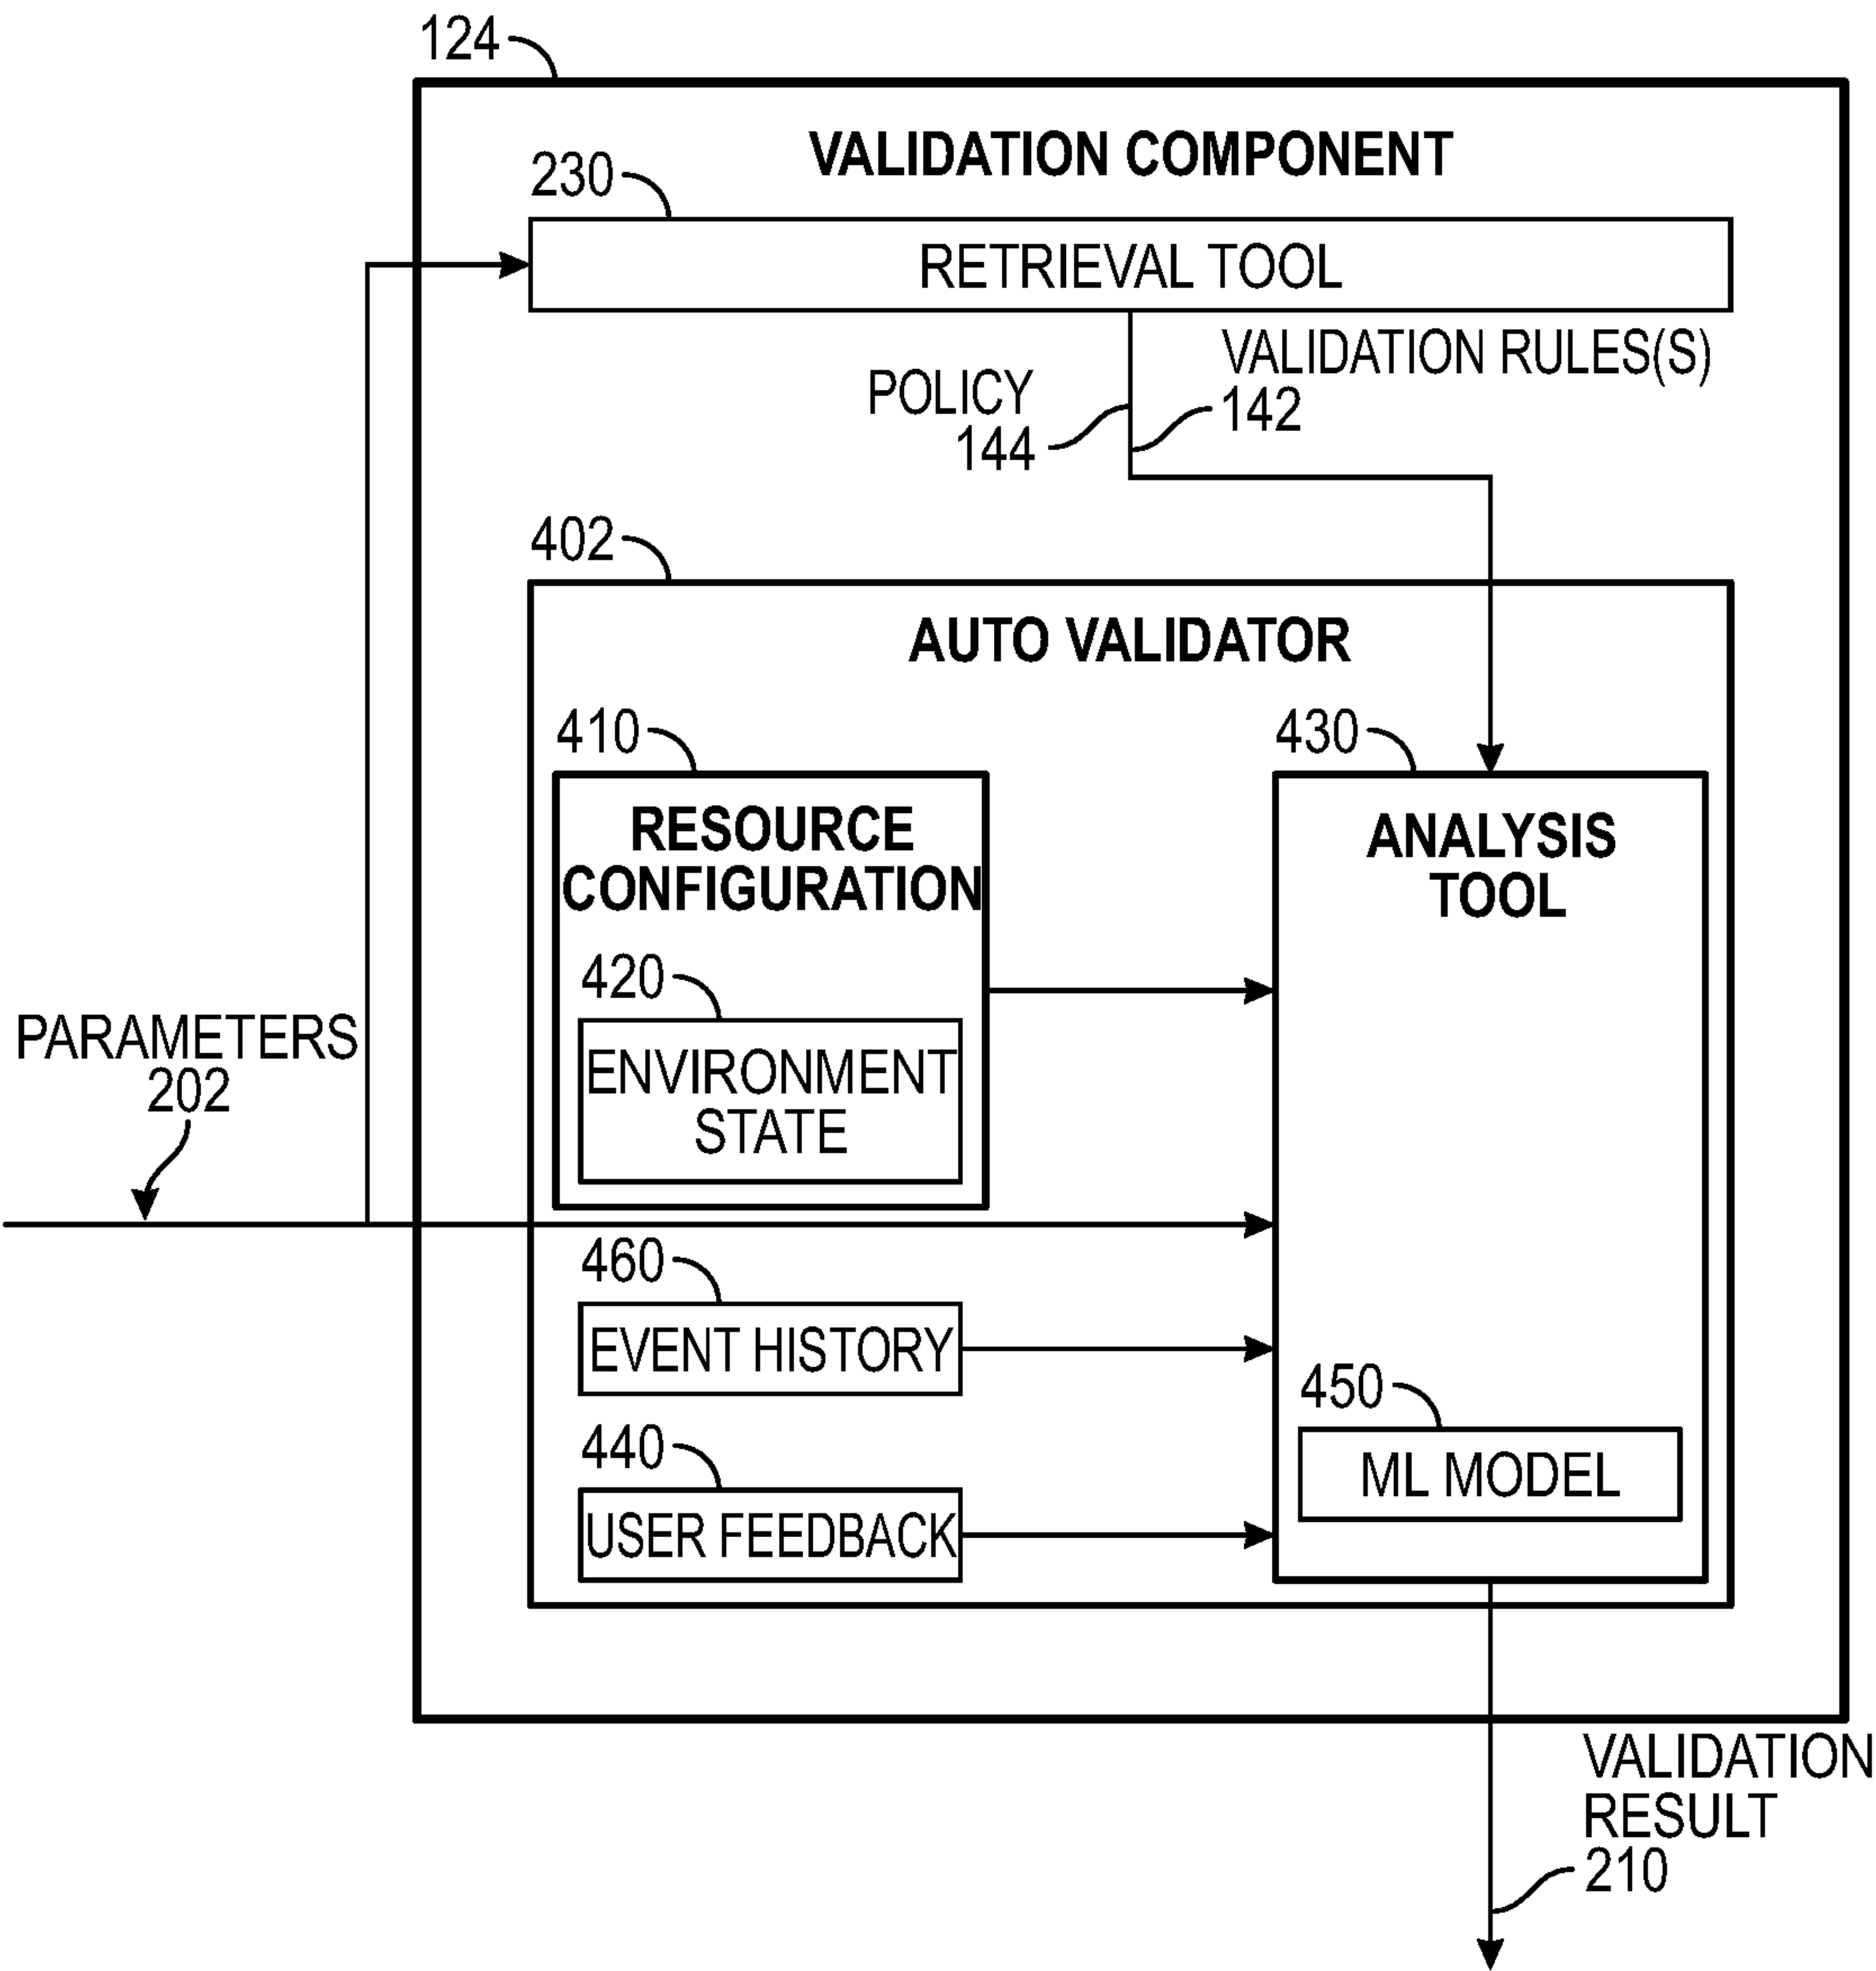 124
VALIDATION COMPONENT
230
RETRIEVAL TOOL
VALIDATION RULES(S)
142
POLICY
144
402
AUTO VALIDATOR
410
RESOURCE
CONFIGURATION
420
ENVIRONMENT
STATE
430
ANALYSIS
TOOL
PARAMETERS
202
460
EVENT HISTORY
450
ML MODEL
440
USER FEEDBACK
VALIDATION
RESULT
210